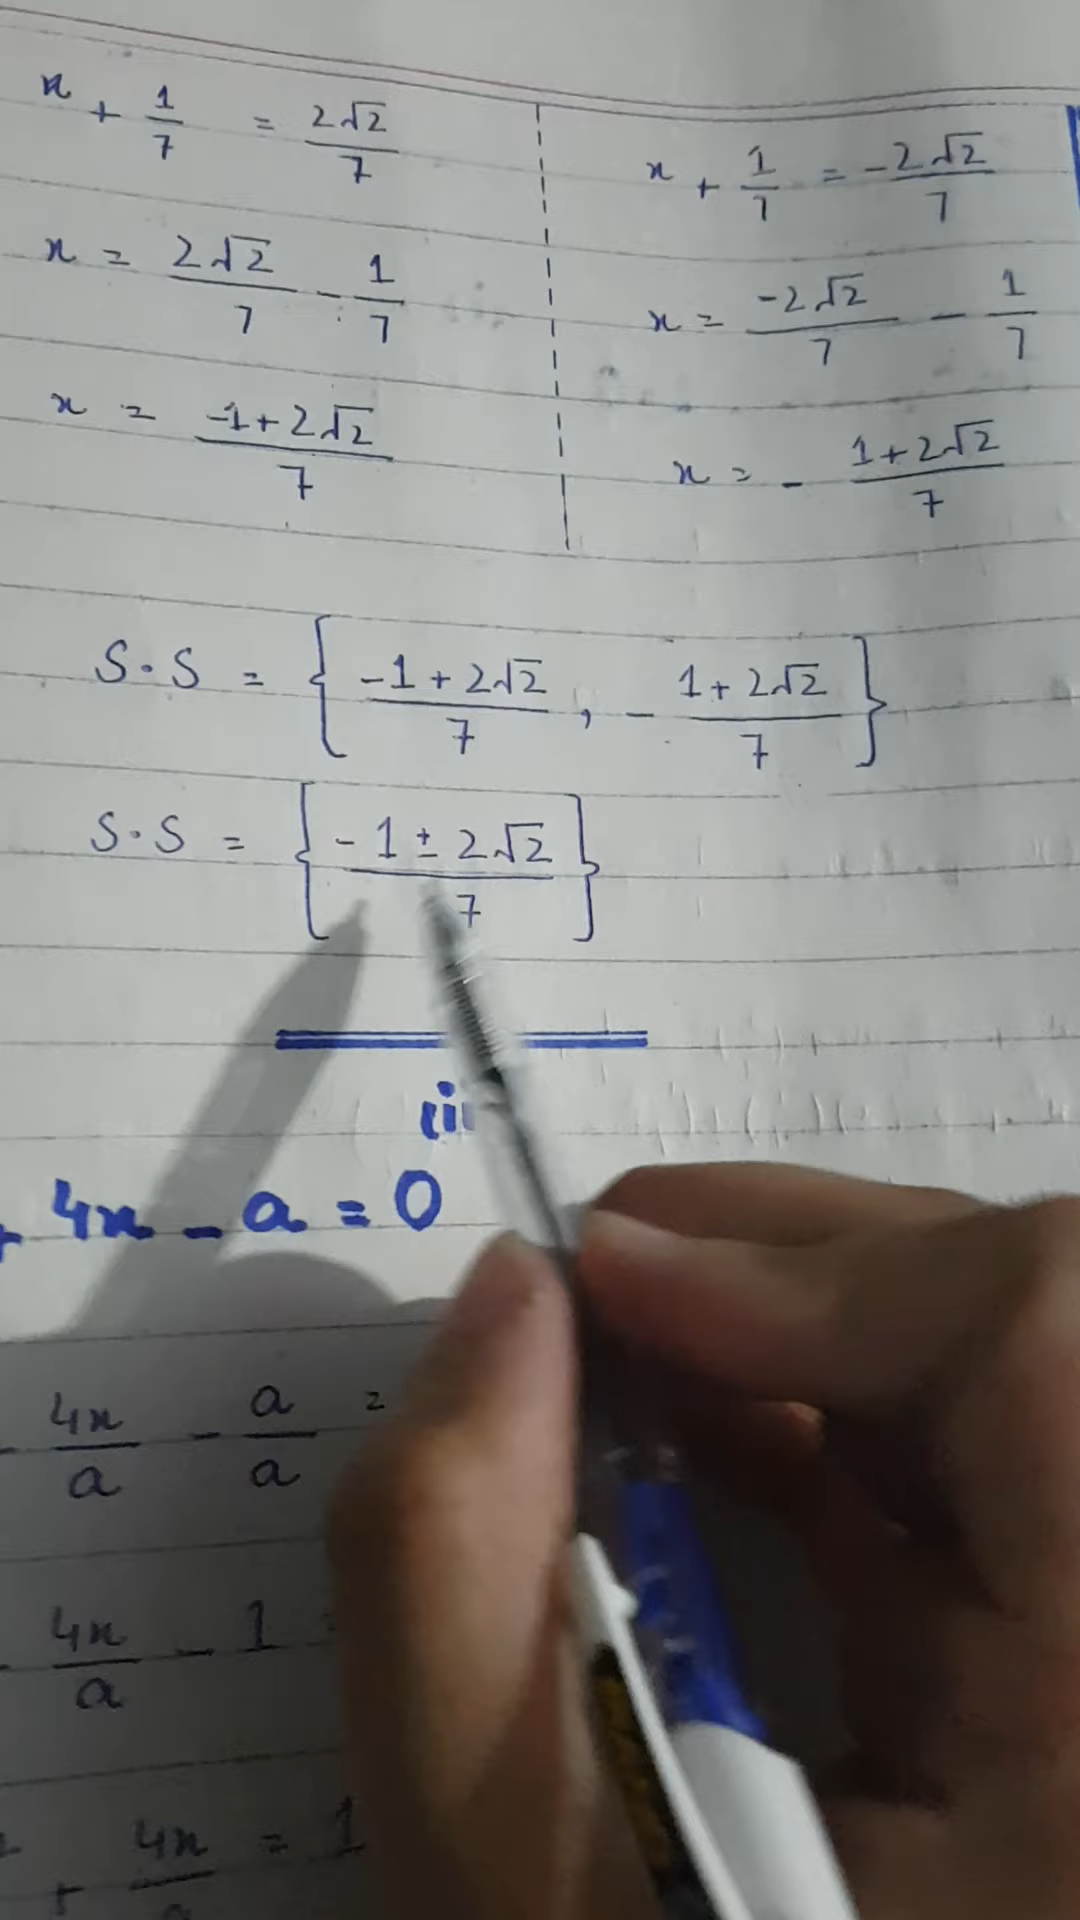 x + 1/7 = 2√2/7
x = 2√2/7 - 1/7
x = -1+2√2/7
x + 1/7 = -2√2/7
x = -2√2/7 - 1/7
x = - 1+2√2/7
S.S = { -1+2√2/7 , - 1+2√2/7 }
S.S = { -1±2√2/7 }
+ 4x - a = 0
4x/a - a/a =
4x/a - 1
+ 4x/a = 1